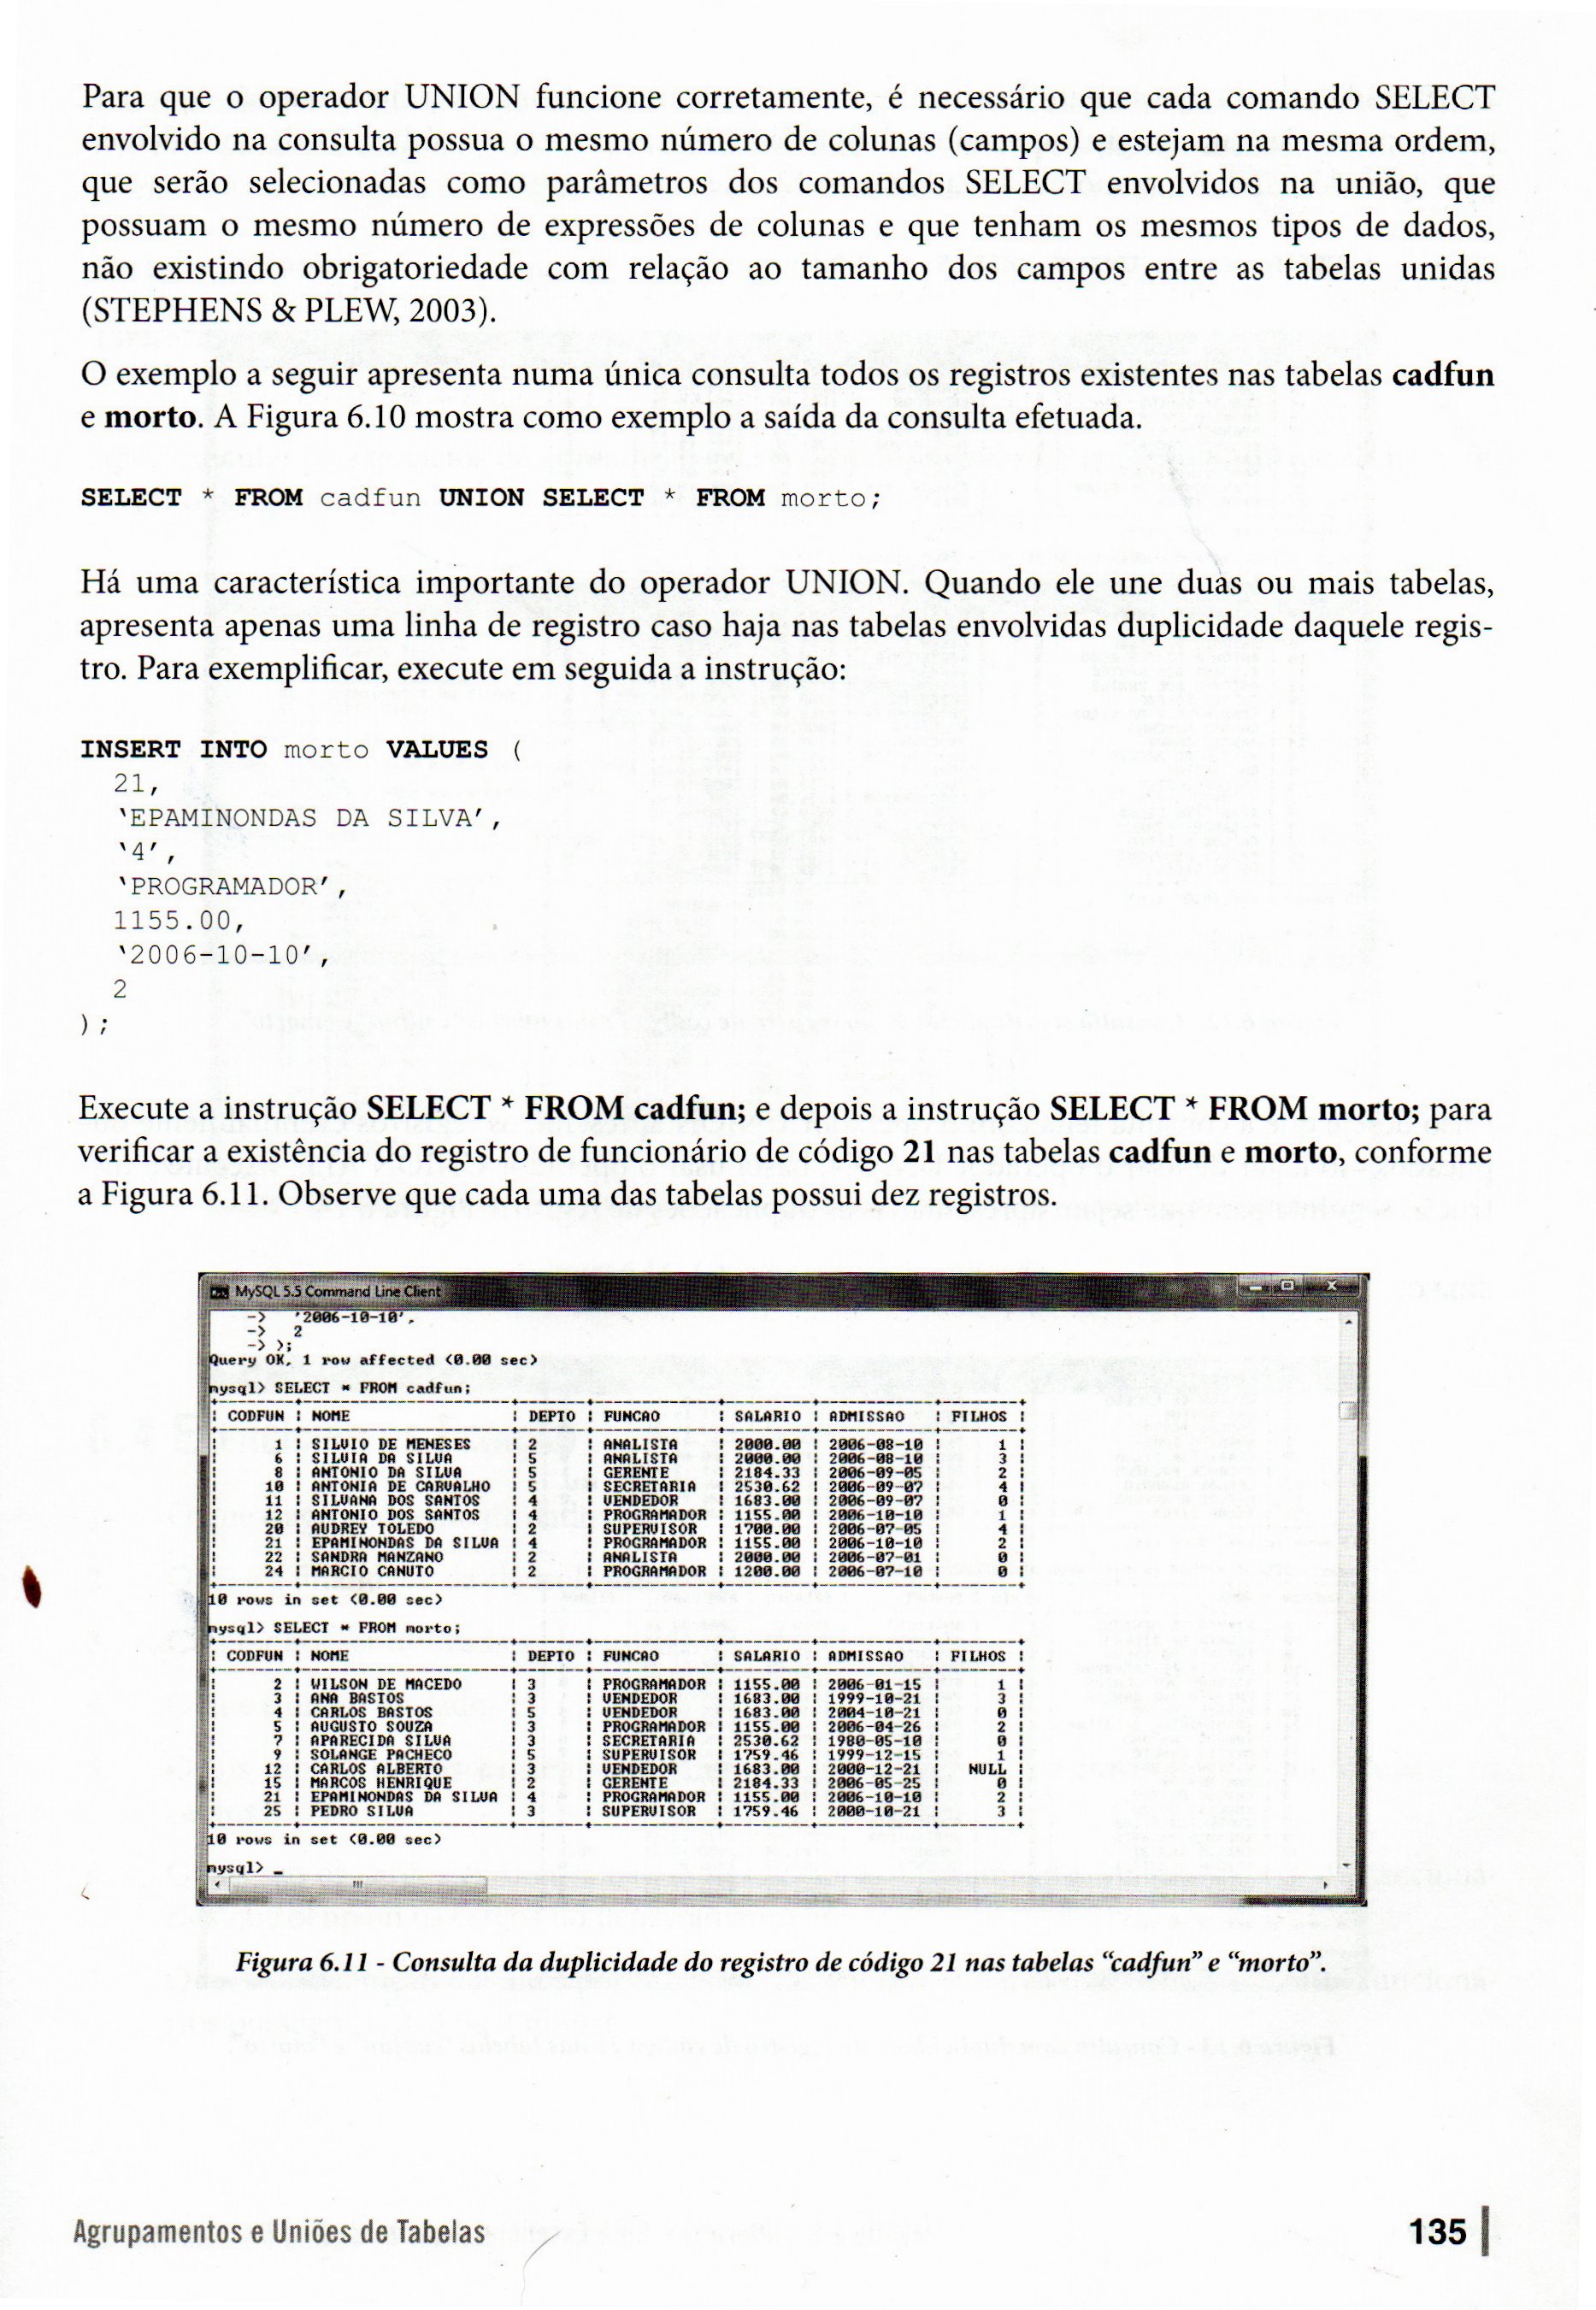 Para que o operador UNION funcione corretamente, é necessário que cada comando SELECT
envolvido na consulta possua o mesmo número de colunas (campos) e estejam na mesma ordem,
que serão selecionadas como parâmetros dos comandos SELECT envolvidos na união, que
possuam o mesmo número de expressões de colunas e que tenham os mesmos tipos de dados,
não existindo obrigatoriedade com relação ao tamanho dos campos entre as tabelas unidas
(STEPHENS & PLEW, 2003).
O exemplo a seguir apresenta numa única consulta todos os registros existentes nas tabelas cadfun
e morto. A Figura 6.10 mostra como exemplo a saída da consulta efetuada.
SELECT * FROM cadfun UNION SELECT * FROM morto;
Há uma característica importante do operador UNION. Quando ele une duas ou mais tabelas,
apresenta apenas uma linha de registro caso haja nas tabelas envolvidas duplicidade daquele regis-
tro. Para exemplificar, execute em seguida a instrução:
INSERT INTO morto VALUES (
21,
‘EPAMINONDAS DA SILVA’,
‘4’,
‘PROGRAMADOR’,
1155.00,
‘2006-10-10’,
2
);
Execute a instrução SELECT * FROM cadfun; e depois a instrução SELECT * FROM morto; para
verificar a existência do registro de funcionário de código 21 nas tabelas cadfun e morto, conforme
a Figura 6.11. Observe que cada uma das tabelas possui dez registros.
MySQL 5.5 Command Line Client
-> '2006-10-10',
-> 2
-> );
Query OK, 1 row affected (0.00 sec)
mysql> SELECT * FROM cadfun;
+--------+----------------------+-------+-------------+---------+------------+--------+
| CODFUN | NOME | DEPTO | FUNCAO | SALARIO | ADMISSAO | FILHOS |
+--------+----------------------+-------+-------------+---------+------------+--------+
| 1 | SILVIO DE MENESES | 2 | ANALISTA | 2000.00 | 2006-08-10 | 1 |
| 6 | SILVIA DA SILVA | 5 | ANALISTA | 2000.00 | 2006-08-10 | 3 |
| 8 | ANTONIO DA SILVA | 5 | GERENTE | 2184.33 | 2006-09-05 | 2 |
| 10 | ANTONIA DE CARVALHO | 5 | SECRETARIA | 2530.62 | 2006-09-07 | 4 |
| 11 | SILVANA DOS SANTOS | 4 | VENDEDOR | 1683.00 | 2006-09-07 | 0 |
| 12 | ANTONIO DOS SANTOS | 4 | PROGRAMADOR | 1155.00 | 2006-10-10 | 1 |
| 20 | AUDREY TOLEDO | 2 | SUPERVISOR | 1700.00 | 2006-07-05 | 4 |
| 21 | EPAMINONDAS DA SILVA | 4 | PROGRAMADOR | 1155.00 | 2006-10-10 | 2 |
| 22 | SANDRA MANZANO | 2 | ANALISTA | 2000.00 | 2006-07-01 | 0 |
| 24 | MARCIO CANUTO | 2 | PROGRAMADOR | 1200.00 | 2006-07-10 | 0 |
+--------+----------------------+-------+-------------+---------+------------+--------+
10 rows in set (0.00 sec)
mysql> SELECT * FROM morto;
+--------+----------------------+-------+-------------+---------+------------+--------+
| CODFUN | NOME | DEPTO | FUNCAO | SALARIO | ADMISSAO | FILHOS |
+--------+----------------------+-------+-------------+---------+------------+--------+
| 2 | WILSON DE MACEDO | 3 | PROGRAMADOR | 1155.00 | 2006-01-15 | 1 |
| 3 | ANA BASTOS | 3 | VENDEDOR | 1683.00 | 1999-10-21 | 3 |
| 4 | CARLOS BASTOS | 5 | VENDEDOR | 1683.00 | 2004-10-21 | 0 |
| 5 | AUGUSTO SOUZA | 3 | PROGRAMADOR | 1155.00 | 2006-04-26 | 2 |
| 7 | APARECIDA SILVA | 3 | SECRETARIA | 2530.62 | 1980-05-10 | 0 |
| 9 | SOLANGE PACHECO | 5 | SUPERVISOR | 1759.46 | 1999-12-15 | 1 |
| 12 | CARLOS ALBERTO | 3 | VENDEDOR | 1683.00 | 2000-12-21 | NULL |
| 15 | MARCOS HENRIQUE | 2 | GERENTE | 2184.33 | 2006-05-25 | 0 |
| 21 | EPAMINONDAS DA SILVA | 4 | PROGRAMADOR | 1155.00 | 2006-10-10 | 2 |
| 25 | PEDRO SILVA | 3 | SUPERVISOR | 1759.46 | 2000-10-21 | 3 |
+--------+----------------------+-------+-------------+---------+------------+--------+
10 rows in set (0.00 sec)
mysql> _
Figura 6.11 - Consulta da duplicidade do registro de código 21 nas tabelas “cadfun” e “morto”.
Agrupamentos e Uniões de Tabelas
135